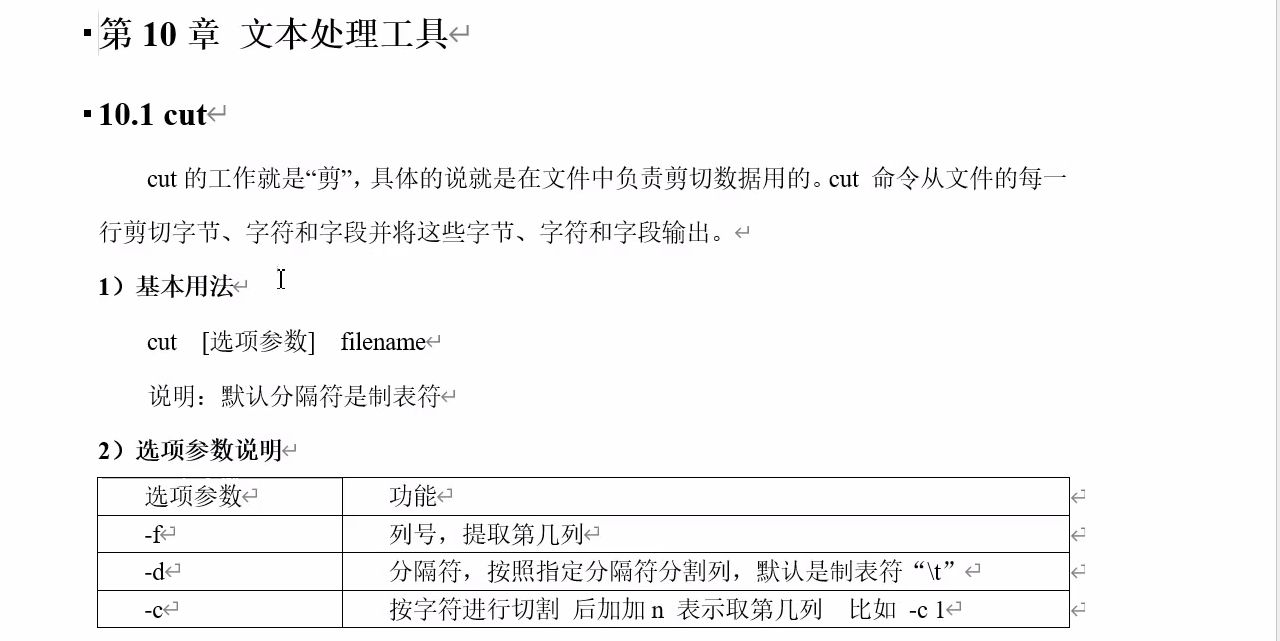 第 10 章 文本处理工具
10.1 cut
cut 的工作就是“剪”，具体的说就是在文件中负责剪切数据用的。cut 命令从文件的每一
行剪切字节、字符和字段并将这些字节、字符和字段输出。
1）基本用法
cut [选项参数] filename
说明：默认分隔符是制表符
2）选项参数说明
选项参数 功能
-f 列号，提取第几列
-d 分隔符，按照指定分隔符分割列，默认是制表符“\t”
-c 按字符进行切割 后加加 n 表示取第几列 比如 -c 1